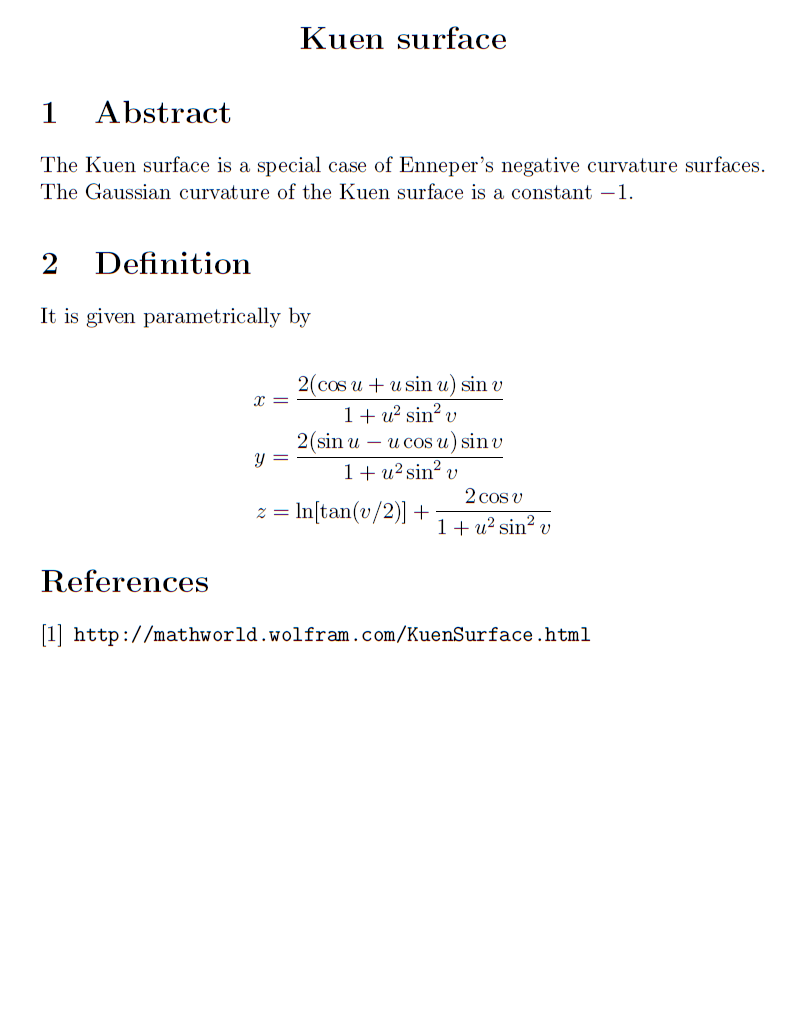 Kuen surface
1 Abstract
The Kuen surface is a special case of Enneper's negative curvature surfaces.
The Gaussian curvature of the Kuen surface is a constant −1.
2 Definition
It is given parametrically by
x = \frac{2(\cos u + u \sin u) \sin v}{1 + u^2 \sin^2 v}
y = \frac{2(\sin u − u \cos u) \sin v}{1 + u^2 \sin^2 v}
z = \ln[\tan(v/2)] + \frac{2 \cos v}{1 + u^2 \sin^2 v}
References
[1] http://mathworld.wolfram.com/KuenSurface.html